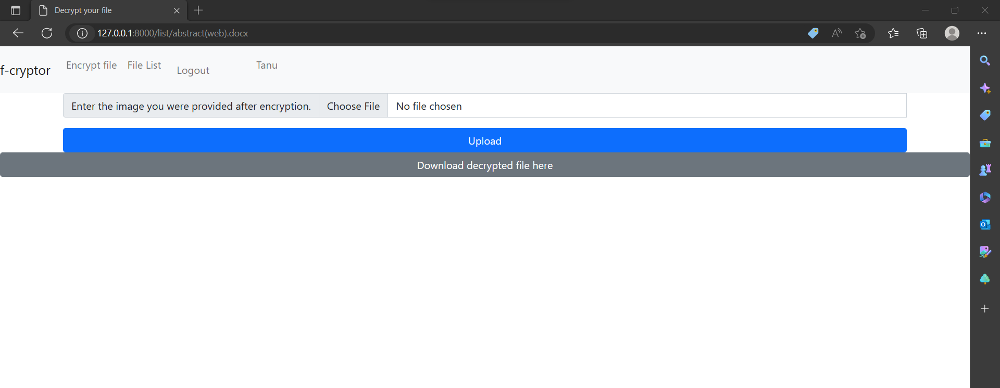 Decrypt your file
127.0.0.1:8000/list/abstract(web).docx
f-cryptor Encrypt file File List Logout Tanu
Enter the image you were provided after encryption. Choose File No file chosen
Upload
Download decrypted file here